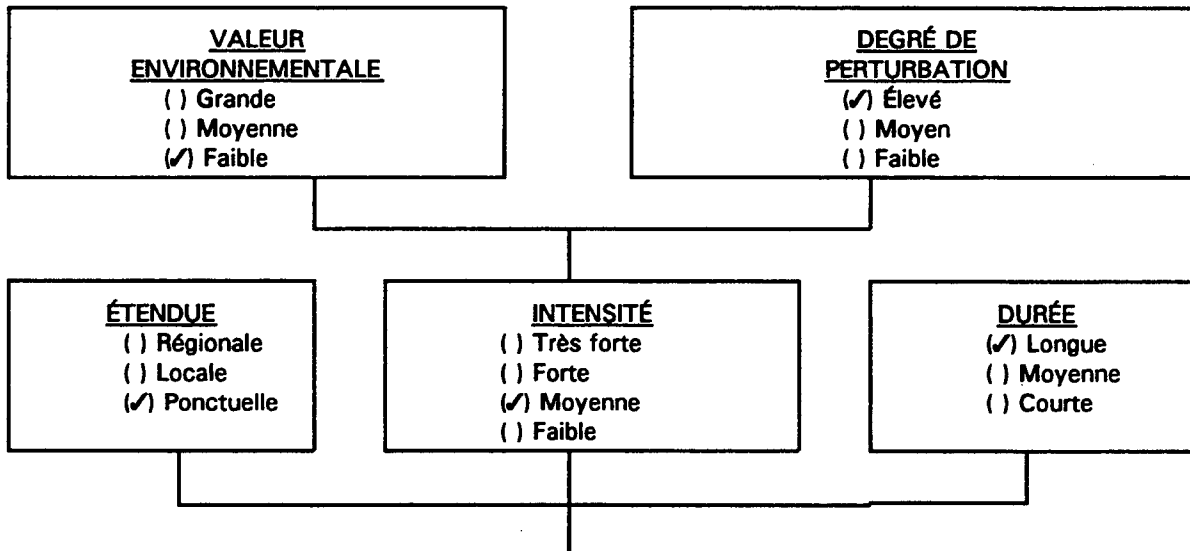 VALEUR
ENVIRONNEMENTALE
( ) Grande
( ) Moyenne
(✓) Faible
DEGRÉ DE
PERTURBATION
(✓) Élevé
( ) Moyen
( ) Faible
ÉTENDUE
( ) Régionale
( ) Locale
(✓) Ponctuelle
INTENSITÉ
( ) Très forte
( ) Forte
(✓) Moyenne
( ) Faible
DURÉE
(✓) Longue
( ) Moyenne
( ) Courte